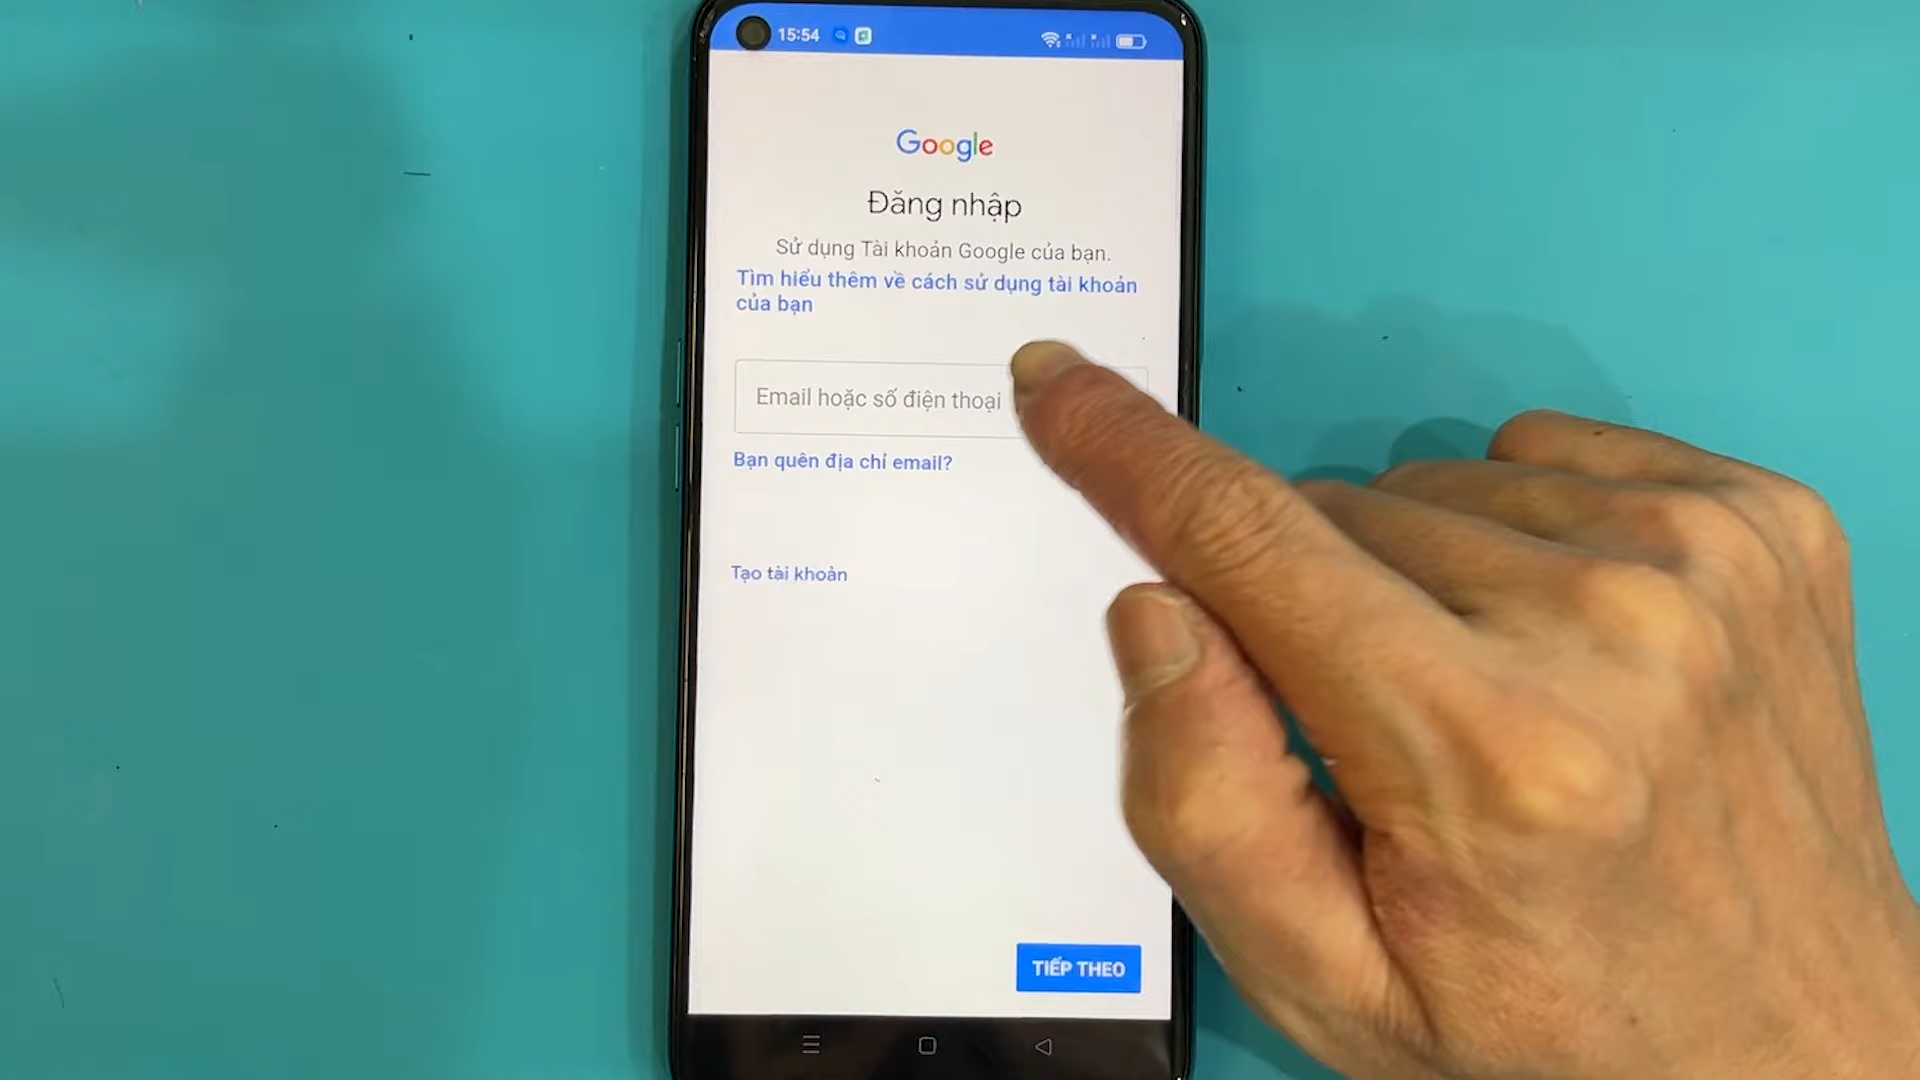 15:54
Google
Đăng nhập
Sử dụng Tài khoản Google của bạn.
Tìm hiểu thêm về cách sử dụng tài khoản
của bạn
Email hoặc số điện thoại
Bạn quên địa chỉ email?
Tạo tài khoản
TIẾP THEO